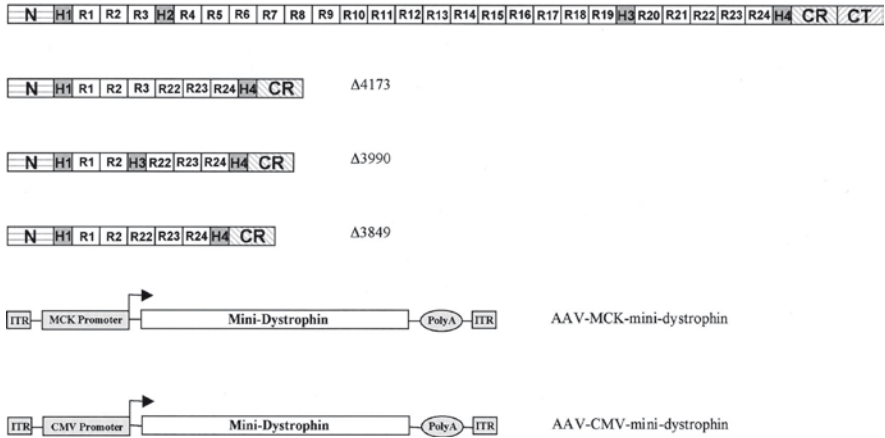 N H1 R1 R2 R3 H2 R4 R5 R6 R7 R8 R9 R10 R11 R12 R13 R14 R15 R16 R17 R18 R19 H3 R20 R21 R22 R23 R24 H4 CR CT
N H1 R1 R2 R3 R22 R23 R24 H4 CR Δ4173
N H1 R1 R2 H3 R22 R23 R24 H4 CR Δ3990
N H1 R1 R2 R22 R23 R24 H4 CR Δ3849
ITR MCK Promoter Mini-Dystrophin PolyA ITR AAV-MCK-mini-dystrophin
ITR CMV Promoter Mini-Dystrophin PolyA ITR AAV-CMV-mini-dystrophin